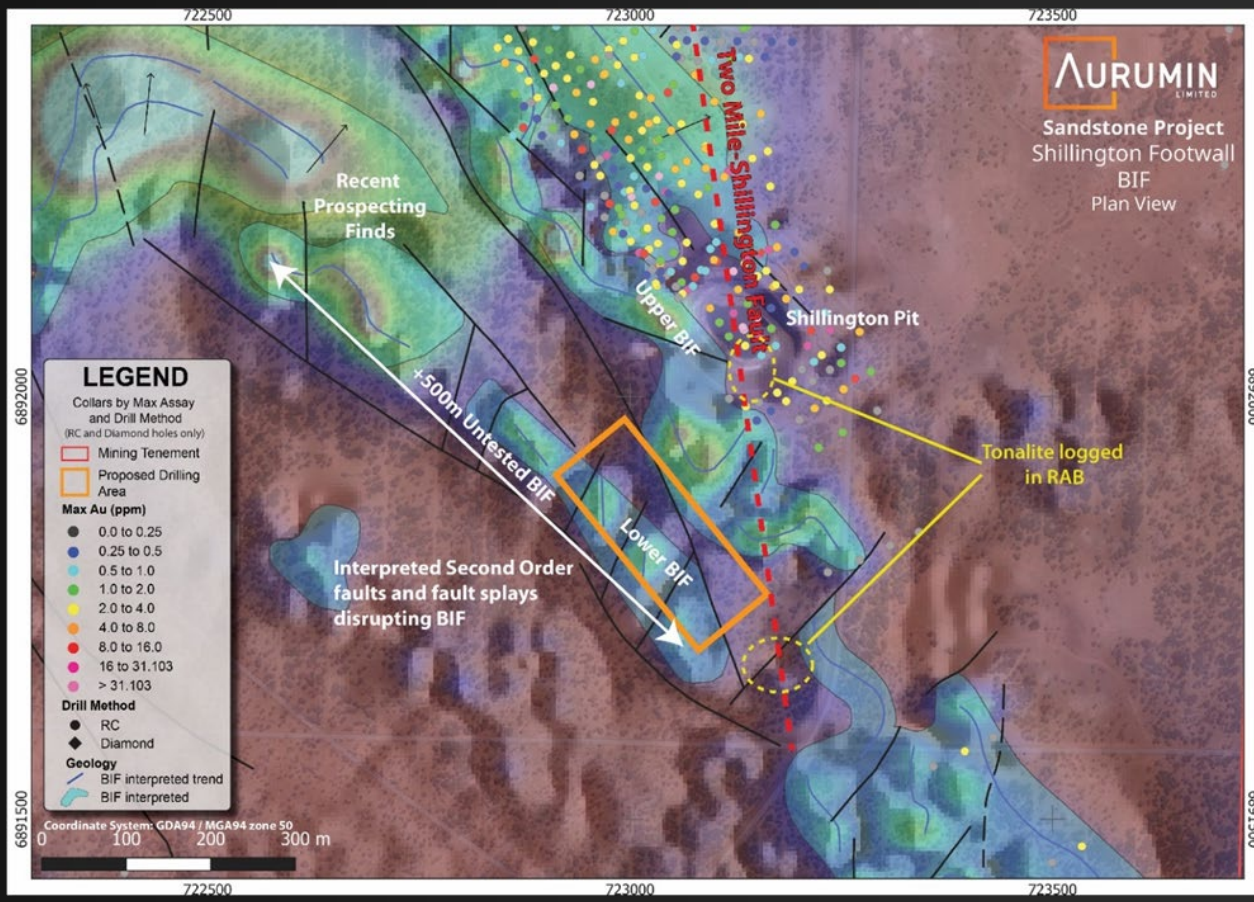 722500
723000
723500
AURUMIN
LIMITED
Sandstone Project
Shillington Footwall
BIF
Plan View
Two Mile-Shillington Fault
Recent
Prospecting
Finds
Upper BIF
Shillington Pit
6892000
6892000
+500m Untested BIF
Tonalite logged
in RAB
Lower BIF
Interpreted Second Order
faults and fault splays
disrupting BIF
LEGEND
Collars by Max Assay
and Drill Method
(RC and Diamond holes only)
Mining Tenement
Proposed Drilling
Area
Max Au (ppm)
0.0 to 0.25
0.25 to 0.5
0.5 to 1.0
1.0 to 2.0
2.0 to 4.0
4.0 to 8.0
8.0 to 16.0
16 to 31.103
> 31.103
Drill Method
RC
Diamond
Geology
BIF interpreted trend
BIF interpreted
6891500
6891500
Coordinate System: GDA94 / MGA94 zone 50
0 100 200 300 m
722500
723000
723500